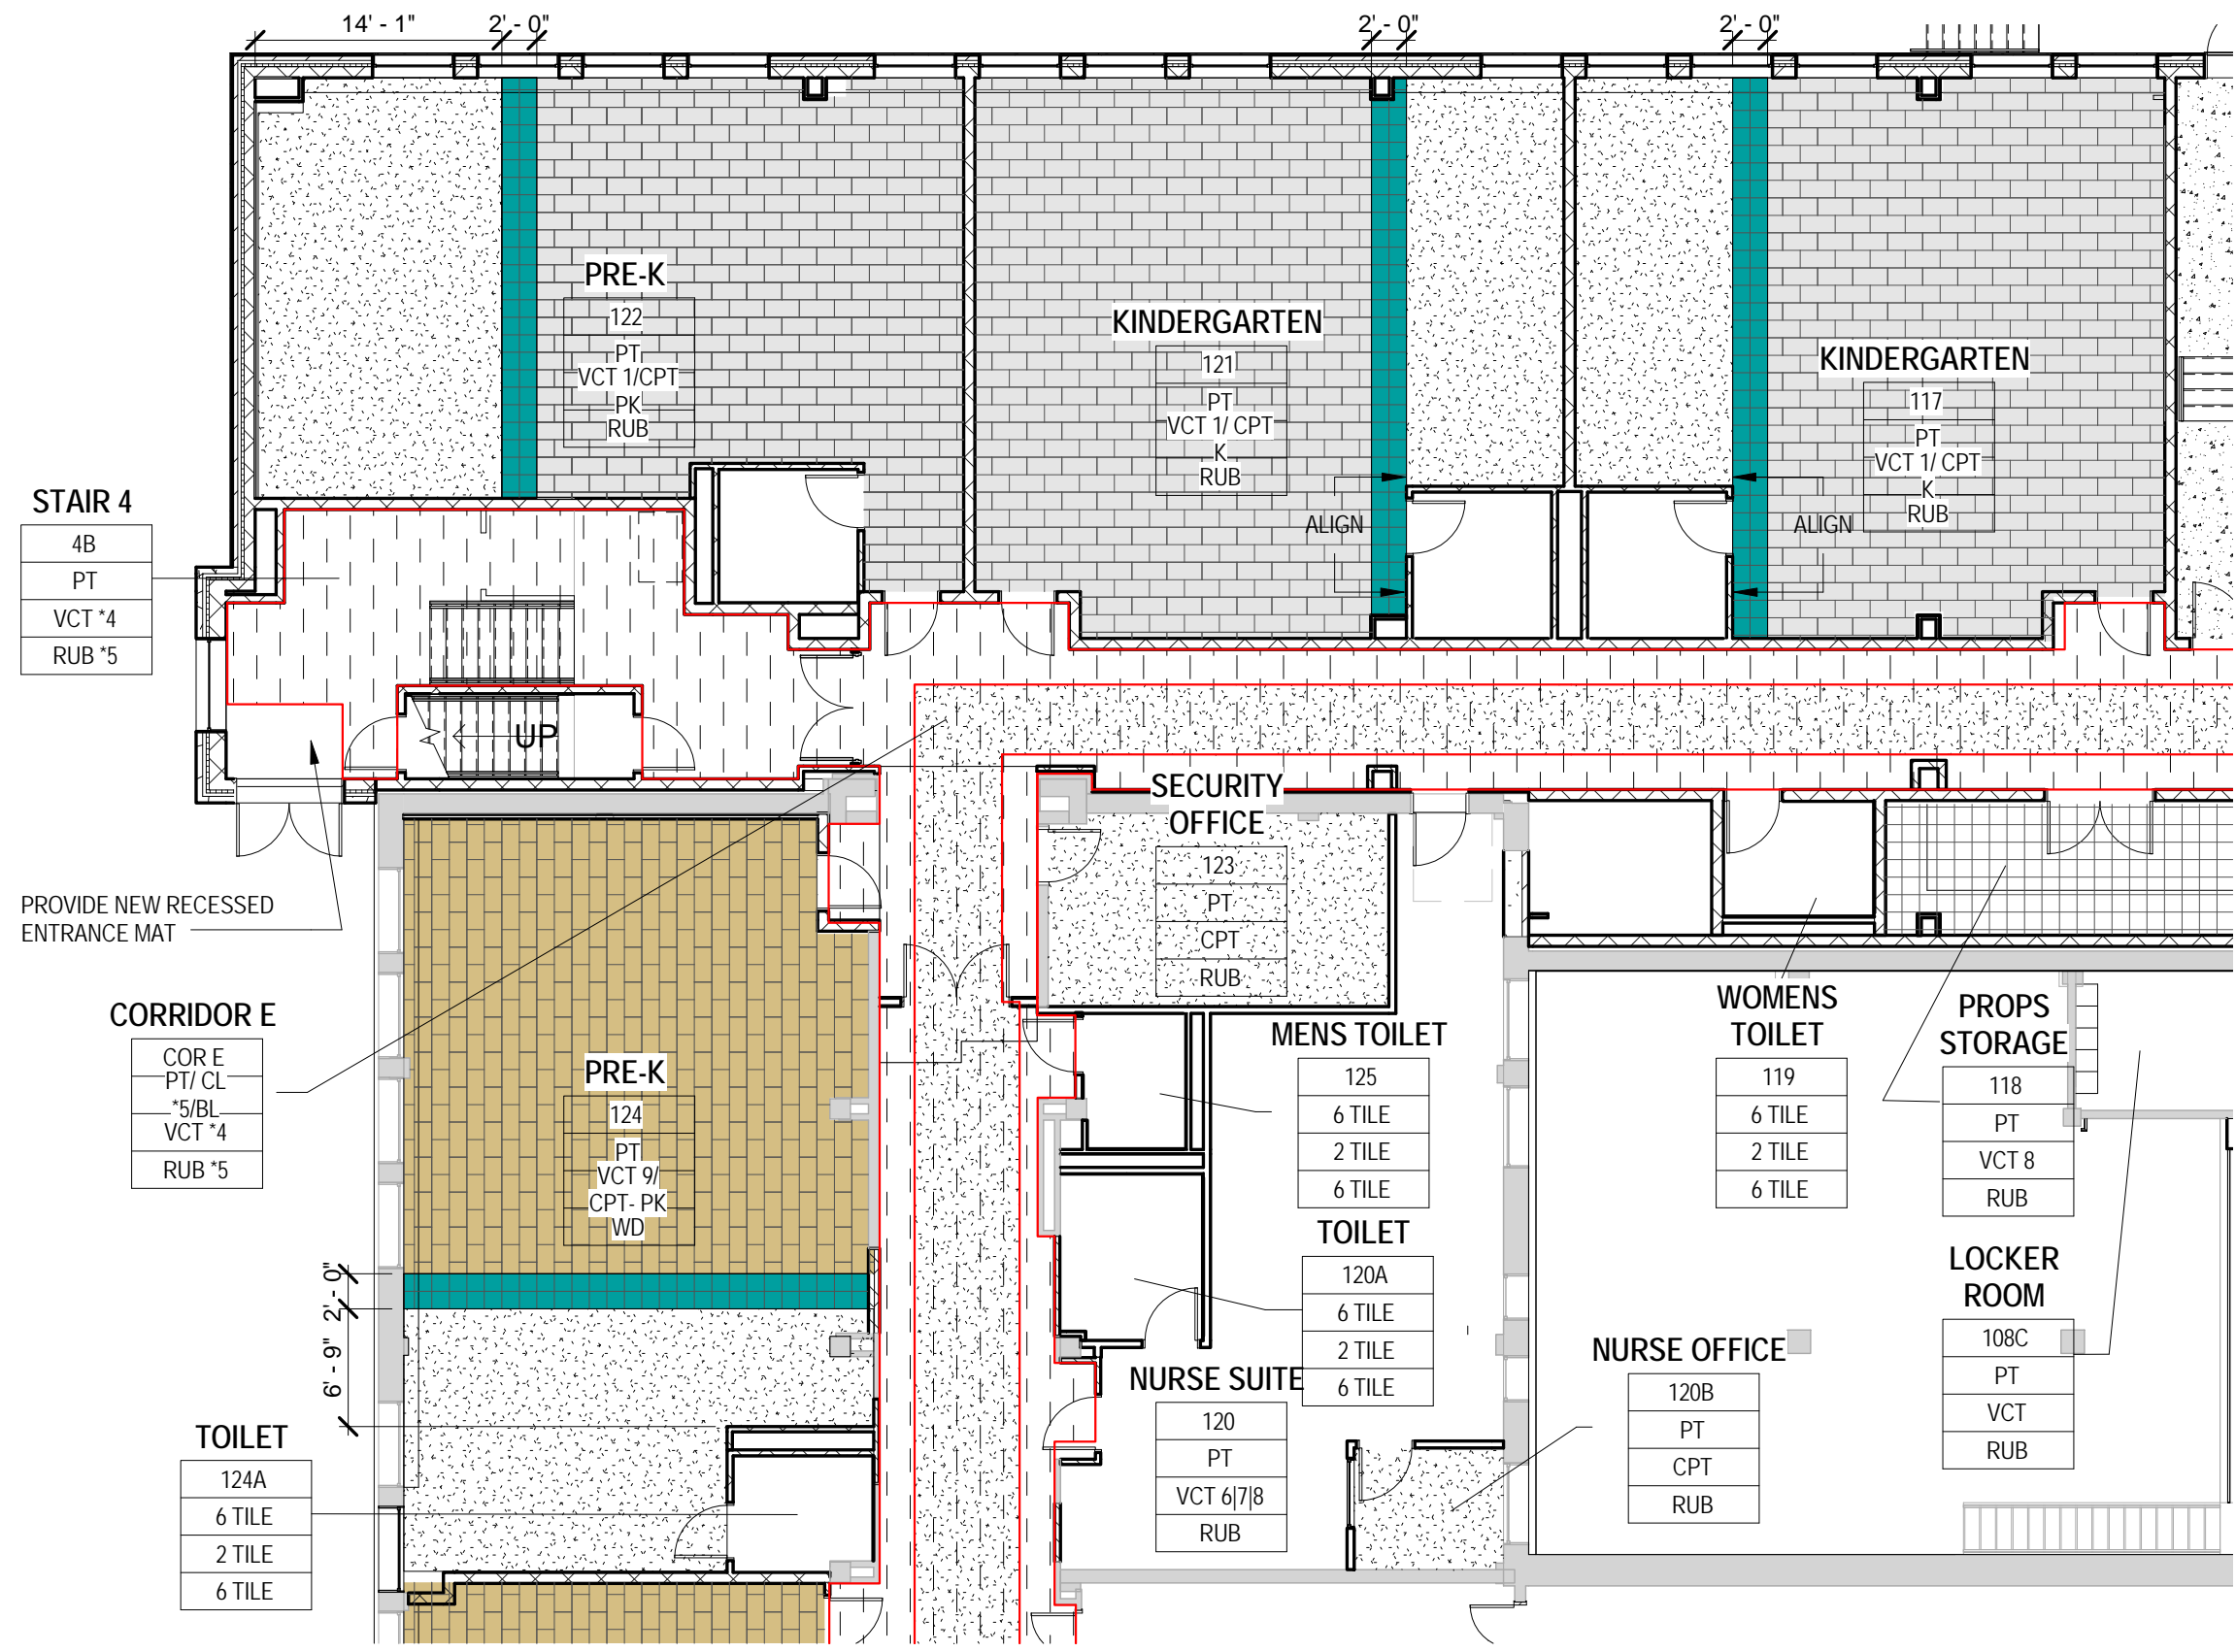 14' - 1"
2' - 0"
2' - 0"
2' - 0"
PRE-K
122
PT
VCT 1/CPT
PK
RUB
KINDERGARTEN
121
PT
VCT 1/ CPT
K
RUB
KINDERGARTEN
117
PT
VCT 1/ CPT
K
RUB
STAIR 4
4B
PT
VCT *4
RUB *5
ALIGN
ALIGN
UP
SECURITY
OFFICE
123
PT
CPT
RUB
PROVIDE NEW RECESSED
ENTRANCE MAT
CORRIDOR E
COR E
PT/ CL
*5/BL
VCT *4
RUB *5
PRE-K
124
PT
VCT 9/
CPT- PK
WD
MENS TOILET
125
6 TILE
2 TILE
6 TILE
WOMENS
TOILET
119
6 TILE
2 TILE
6 TILE
PROPS
STORAGE
118
PT
VCT 8
RUB
TOILET
120A
6 TILE
2 TILE
6 TILE
LOCKER
ROOM
108C
PT
VCT
RUB
2' - 0"
6' - 9"
NURSE SUITE
120
PT
VCT 6|7|8
RUB
NURSE OFFICE
120B
PT
CPT
RUB
TOILET
124A
6 TILE
2 TILE
6 TILE